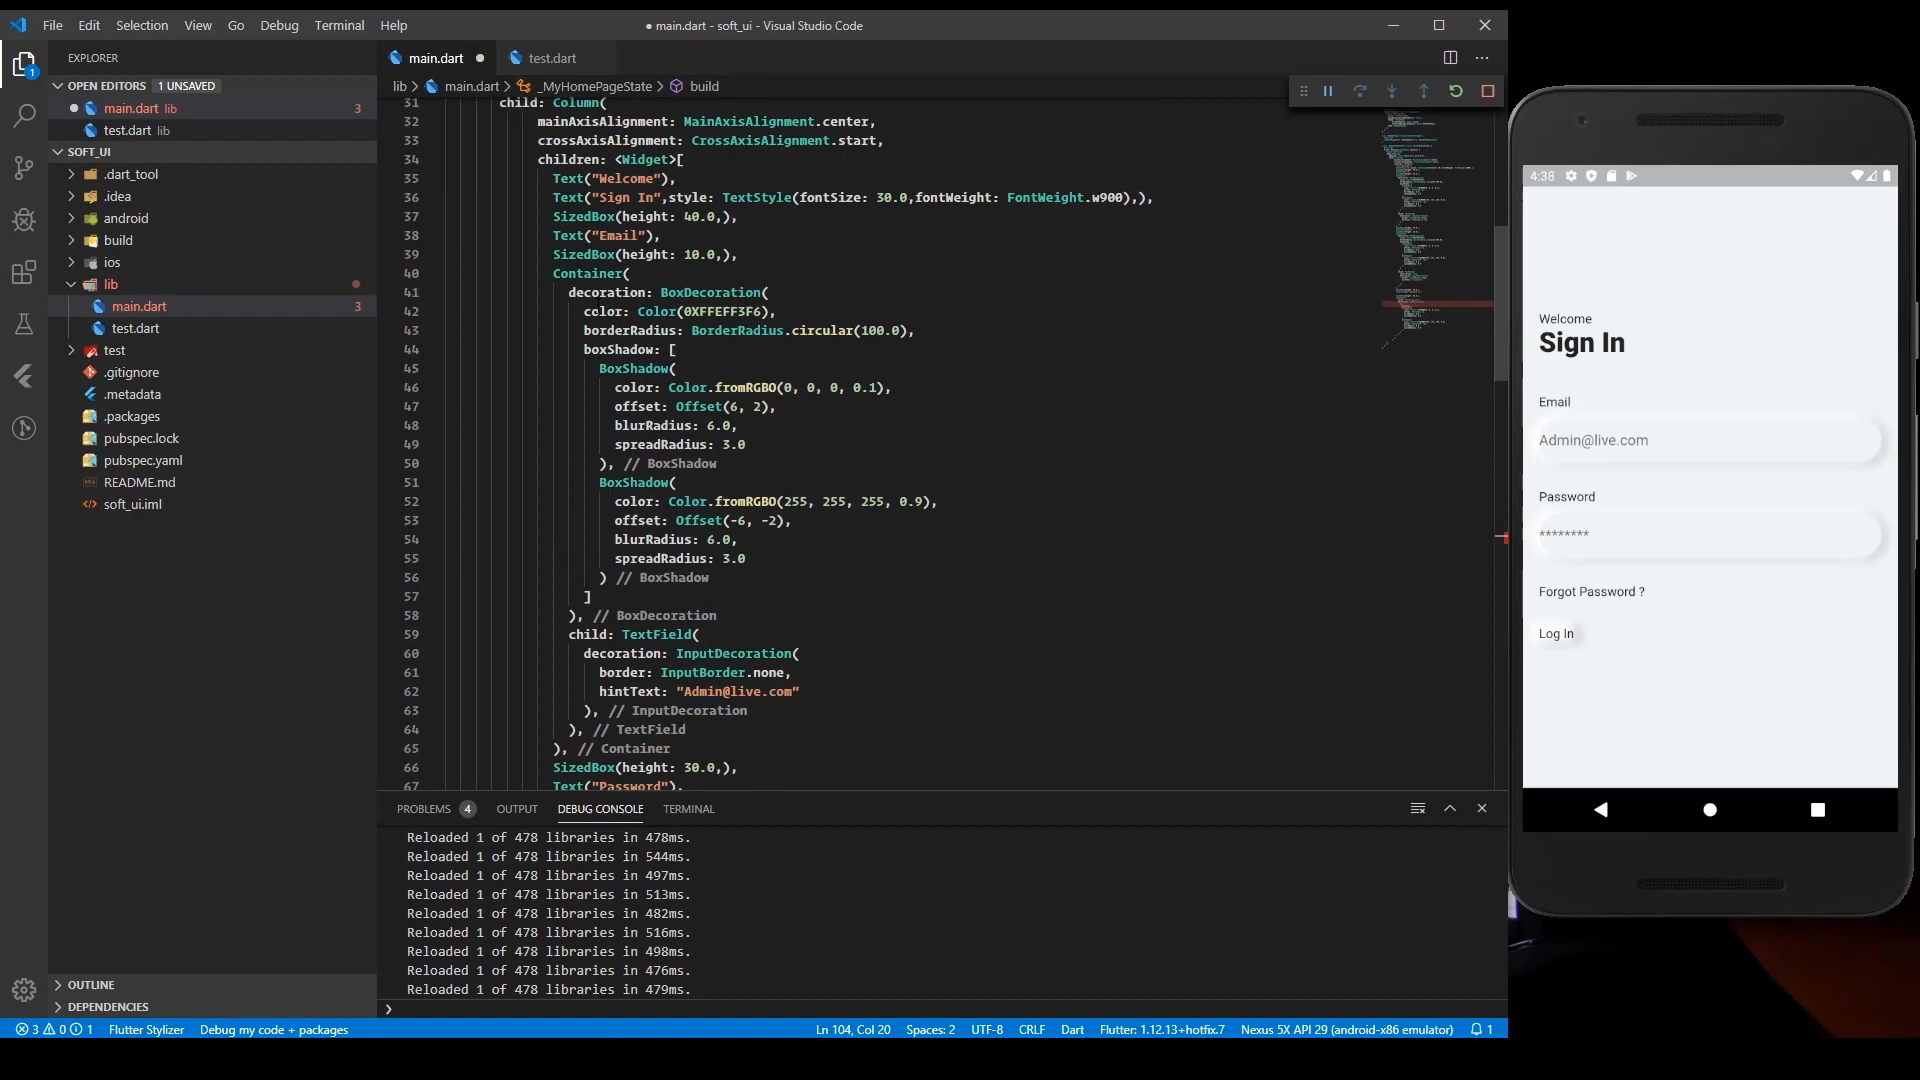 File Edit Selection View Go Debug Terminal Help
● main.dart - soft_ui - Visual Studio Code
EXPLORER
OPEN EDITORS 1 UNSAVED
main.dart lib 3
test.dart lib
SOFT_UI
.dart_tool
.idea
android
build
ios
lib
main.dart 3
test.dart
test
.gitignore
.metadata
.packages
pubspec.lock
pubspec.yaml
README.md
soft_ui.iml
OUTLINE
DEPENDENCIES
1
main.dart
test.dart
lib > main.dart > _MyHomePageState > build
31 child: Column(
32 mainAxisAlignment: MainAxisAlignment.center,
33 crossAxisAlignment: CrossAxisAlignment.start,
34 children: <Widget>[
35 Text("Welcome"),
36 Text("Sign In",style: TextStyle(fontSize: 30.0,fontWeight: FontWeight.w900),),
37 SizedBox(height: 40.0,),
38 Text("Email"),
39 SizedBox(height: 10.0,),
40 Container(
41 decoration: BoxDecoration(
42 color: Color(0XFFEFF3F6),
43 borderRadius: BorderRadius.circular(100.0),
44 boxShadow: [
45 BoxShadow(
46 color: Color.fromRGBO(0, 0, 0, 0.1),
47 offset: Offset(6, 2),
48 blurRadius: 6.0,
49 spreadRadius: 3.0
50 ), // BoxShadow
51 BoxShadow(
52 color: Color.fromRGBO(255, 255, 255, 0.9),
53 offset: Offset(-6, -2),
54 blurRadius: 6.0,
55 spreadRadius: 3.0
56 ) // BoxShadow
57 ]
58 ), // BoxDecoration
59 child: TextField(
60 decoration: InputDecoration(
61 border: InputBorder.none,
62 hintText: "Admin@live.com"
63 ), // InputDecoration
64 ), // TextField
65 ), // Container
66 SizedBox(height: 30.0,),
67 Text("Password"),
PROBLEMS 4 OUTPUT DEBUG CONSOLE TERMINAL
Reloaded 1 of 478 libraries in 478ms.
Reloaded 1 of 478 libraries in 544ms.
Reloaded 1 of 478 libraries in 497ms.
Reloaded 1 of 478 libraries in 513ms.
Reloaded 1 of 478 libraries in 482ms.
Reloaded 1 of 478 libraries in 516ms.
Reloaded 1 of 478 libraries in 498ms.
Reloaded 1 of 478 libraries in 476ms.
Reloaded 1 of 478 libraries in 479ms.
3 0 1 Flutter Stylizer Debug my code + packages
Ln 104, Col 20 Spaces: 2 UTF-8 CRLF Dart Flutter: 1.12.13+hotfix.7 Nexus 5X API 29 (android-x86 emulator) 1
4:38
Welcome
Sign In
Email
Admin@live.com
Password
********
Forgot Password ?
Log In